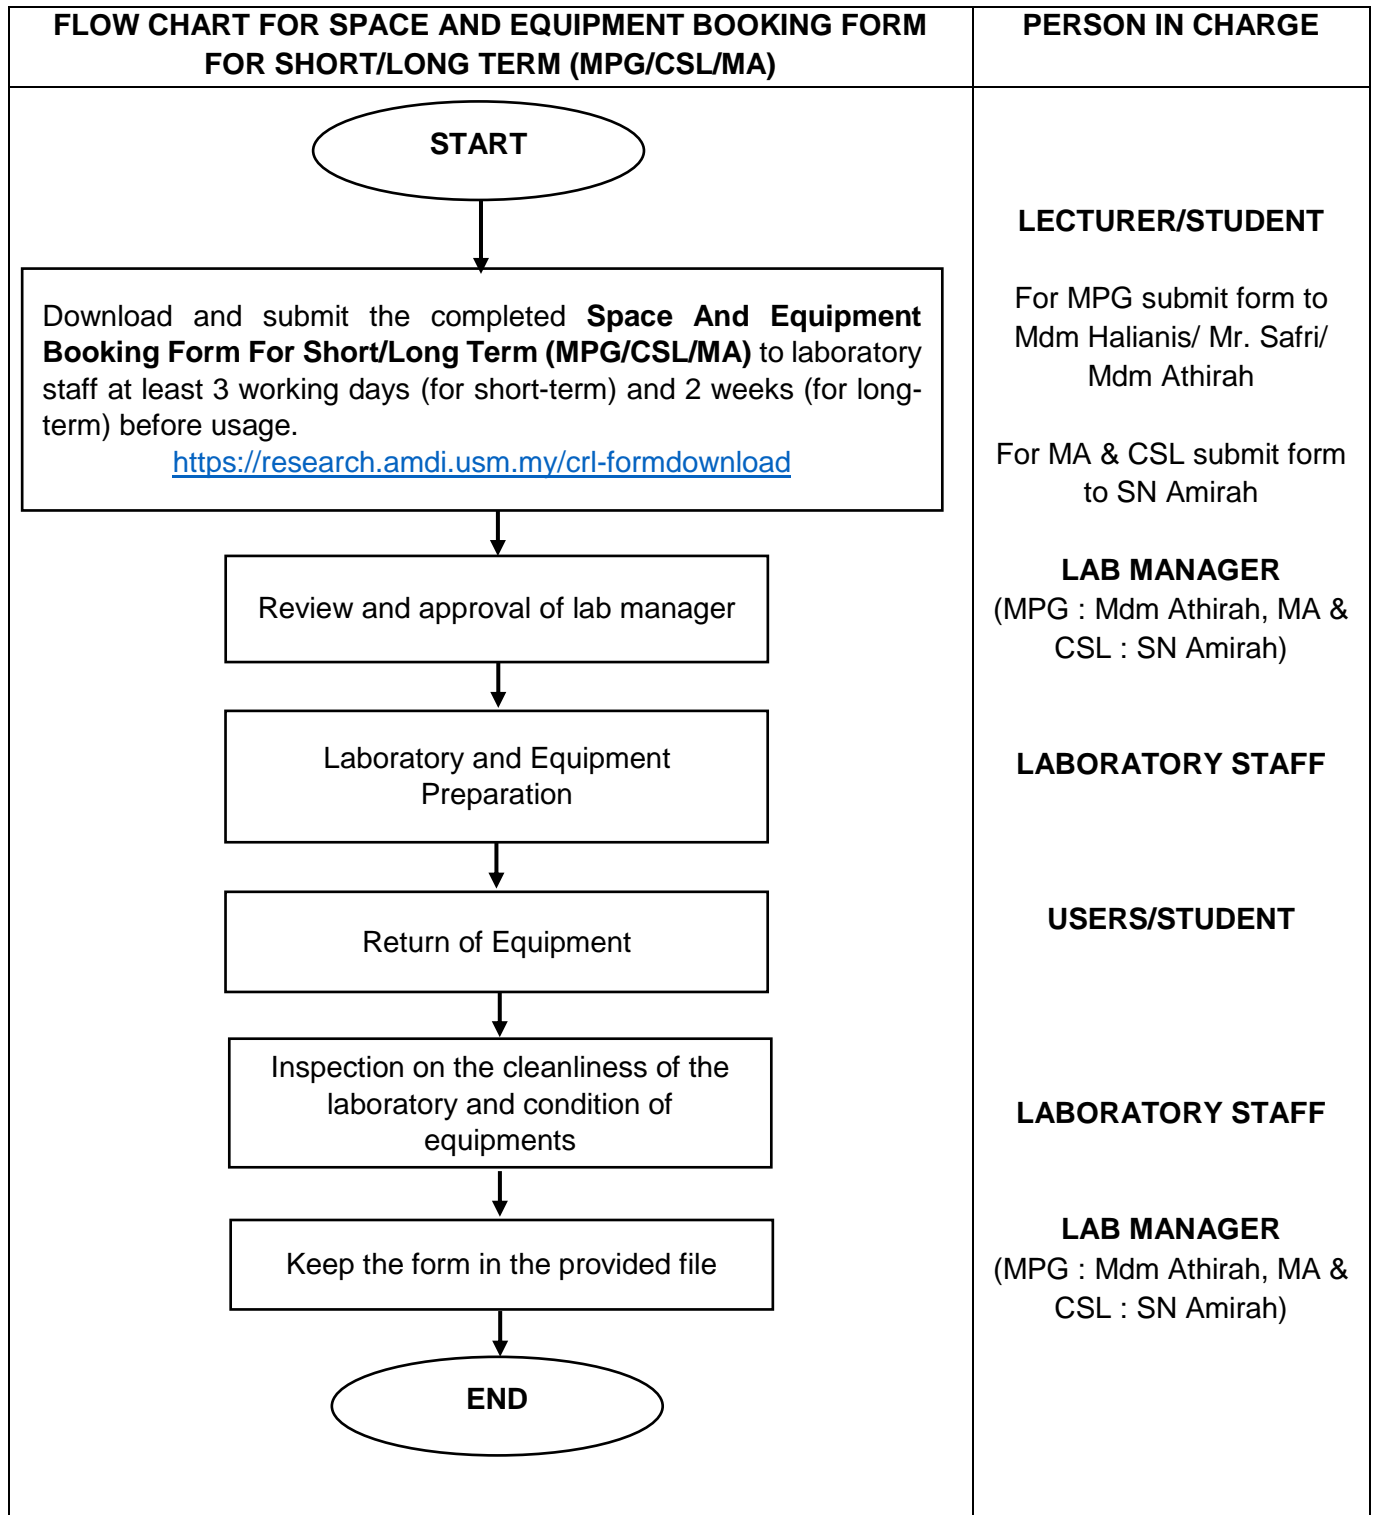 FLOW CHART FOR SPACE AND EQUIPMENT BOOKING FORM
FOR SHORT/LONG TERM (MPG/CSL/MA)
PERSON IN CHARGE
START
LECTURER/STUDENT
Download and submit the completed Space And Equipment
Booking Form For Short/Long Term (MPG/CSL/MA) to laboratory
staff at least 3 working days (for short-term) and 2 weeks (for long-
term) before usage.
https://research.amdi.usm.my/crl-formdownload
For MPG submit form to
Mdm Halianis/ Mr. Safri/
Mdm Athirah
For MA & CSL submit form
to SN Amirah
Review and approval of lab manager
LAB MANAGER
(MPG : Mdm Athirah, MA &
CSL : SN Amirah)
Laboratory and Equipment
Preparation
LABORATORY STAFF
Return of Equipment
USERS/STUDENT
Inspection on the cleanliness of the
laboratory and condition of
equipments
LABORATORY STAFF
Keep the form in the provided file
LAB MANAGER
(MPG : Mdm Athirah, MA &
CSL : SN Amirah)
END